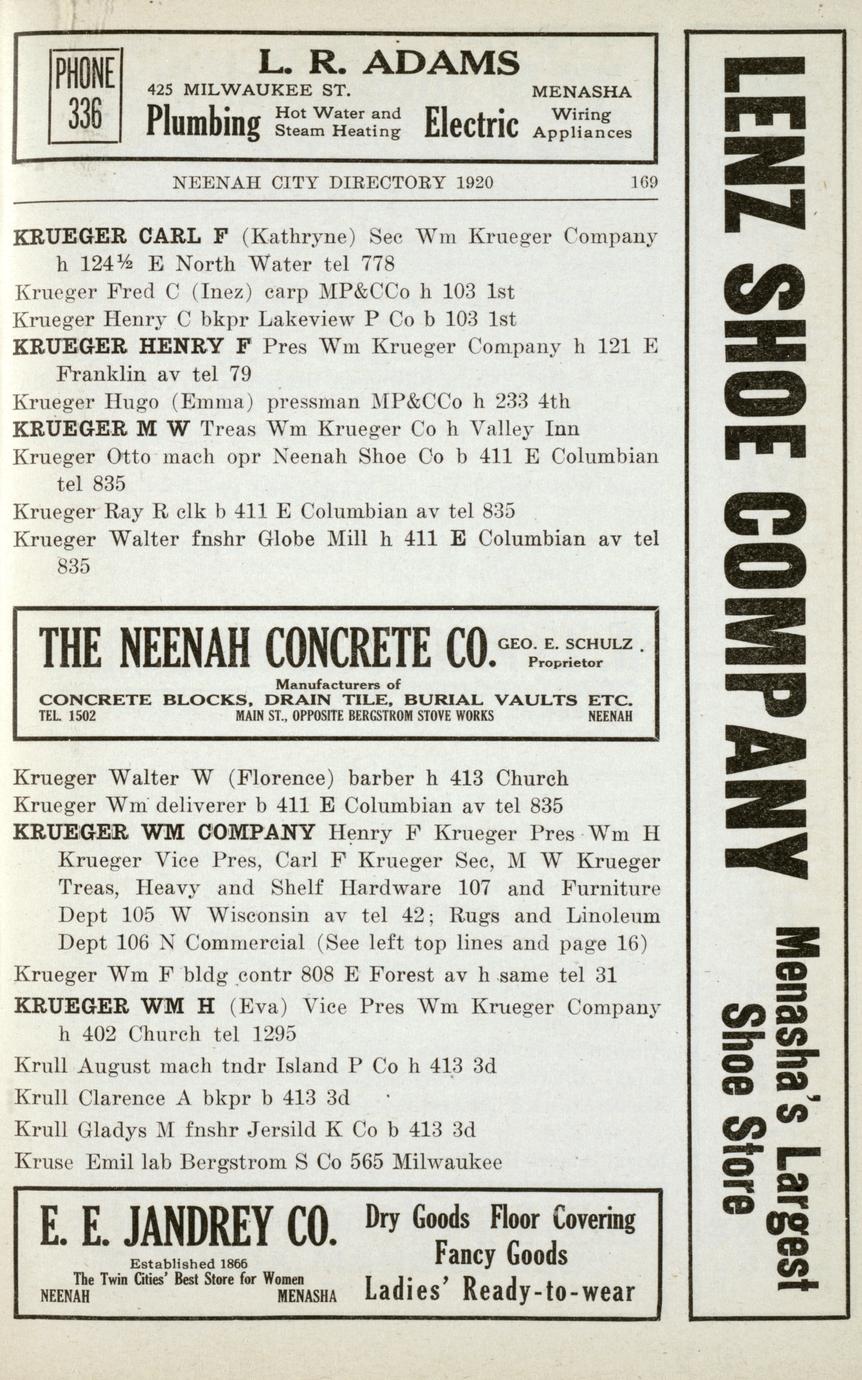 PHONE
336
L. R. ADAMS
425 MILWAUKEE ST. MENASHA
Plumbing Hot Water and Steam Heating Electric Wiring Appliances
NEENAH CITY DIRECTORY 1920 169
KRUEGER CARL F (Kathryne) Sec Wm Krueger Company
h 124½ E North Water tel 778
Krueger Fred C (Inez) carp MP&CCo h 103 1st
Krueger Henry C bkpr Lakeview P Co b 103 1st
KRUEGER HENRY F Pres Wm Krueger Company h 121 E
Franklin av tel 79
Krueger Hugo (Emma) pressman MP&CCo h 233 4th
KRUEGER M W Treas Wm Krueger Co h Valley Inn
Krueger Otto mach opr Neenah Shoe Co b 411 E Columbian
tel 835
Krueger Ray R clk b 411 E Columbian av tel 835
Krueger Walter fnshr Globe Mill h 411 E Columbian av tel
835
THE NEENAH CONCRETE CO. GEO. E. SCHULZ
Proprietor
Manufacturers of
CONCRETE BLOCKS, DRAIN TILE, BURIAL VAULTS ETC.
TEL. 1502 MAIN ST., OPPOSITE BERGSTROM STOVE WORKS NEENAH
Krueger Walter W (Florence) barber h 413 Church
Krueger Wm deliverer b 411 E Columbian av tel 835
KRUEGER WM COMPANY Henry F Krueger Pres Wm H
Krueger Vice Pres, Carl F Krueger Sec, M W Krueger
Treas, Heavy and Shelf Hardware 107 and Furniture
Dept 105 W Wisconsin av tel 42; Rugs and Linoleum
Dept 106 N Commercial (See left top lines and page 16)
Krueger Wm F bldg contr 808 E Forest av h same tel 31
KRUEGER WM H (Eva) Vice Pres Wm Krueger Company
h 402 Church tel 1295
Krull August mach tndr Island P Co h 413 3d
Krull Clarence A bkpr b 413 3d
Krull Gladys M fnshr Jersild K Co b 413 3d
Kruse Emil lab Bergstrom S Co 565 Milwaukee
E. E. JANDREY CO.
Established 1866
The Twin Cities' Best Store for Women
NEENAH MENASHA
Dry Goods Floor Covering
Fancy Goods
Ladies' Ready-to-wear
LENZ SHOE COMPANY
Menasha's Largest
Shoe Store